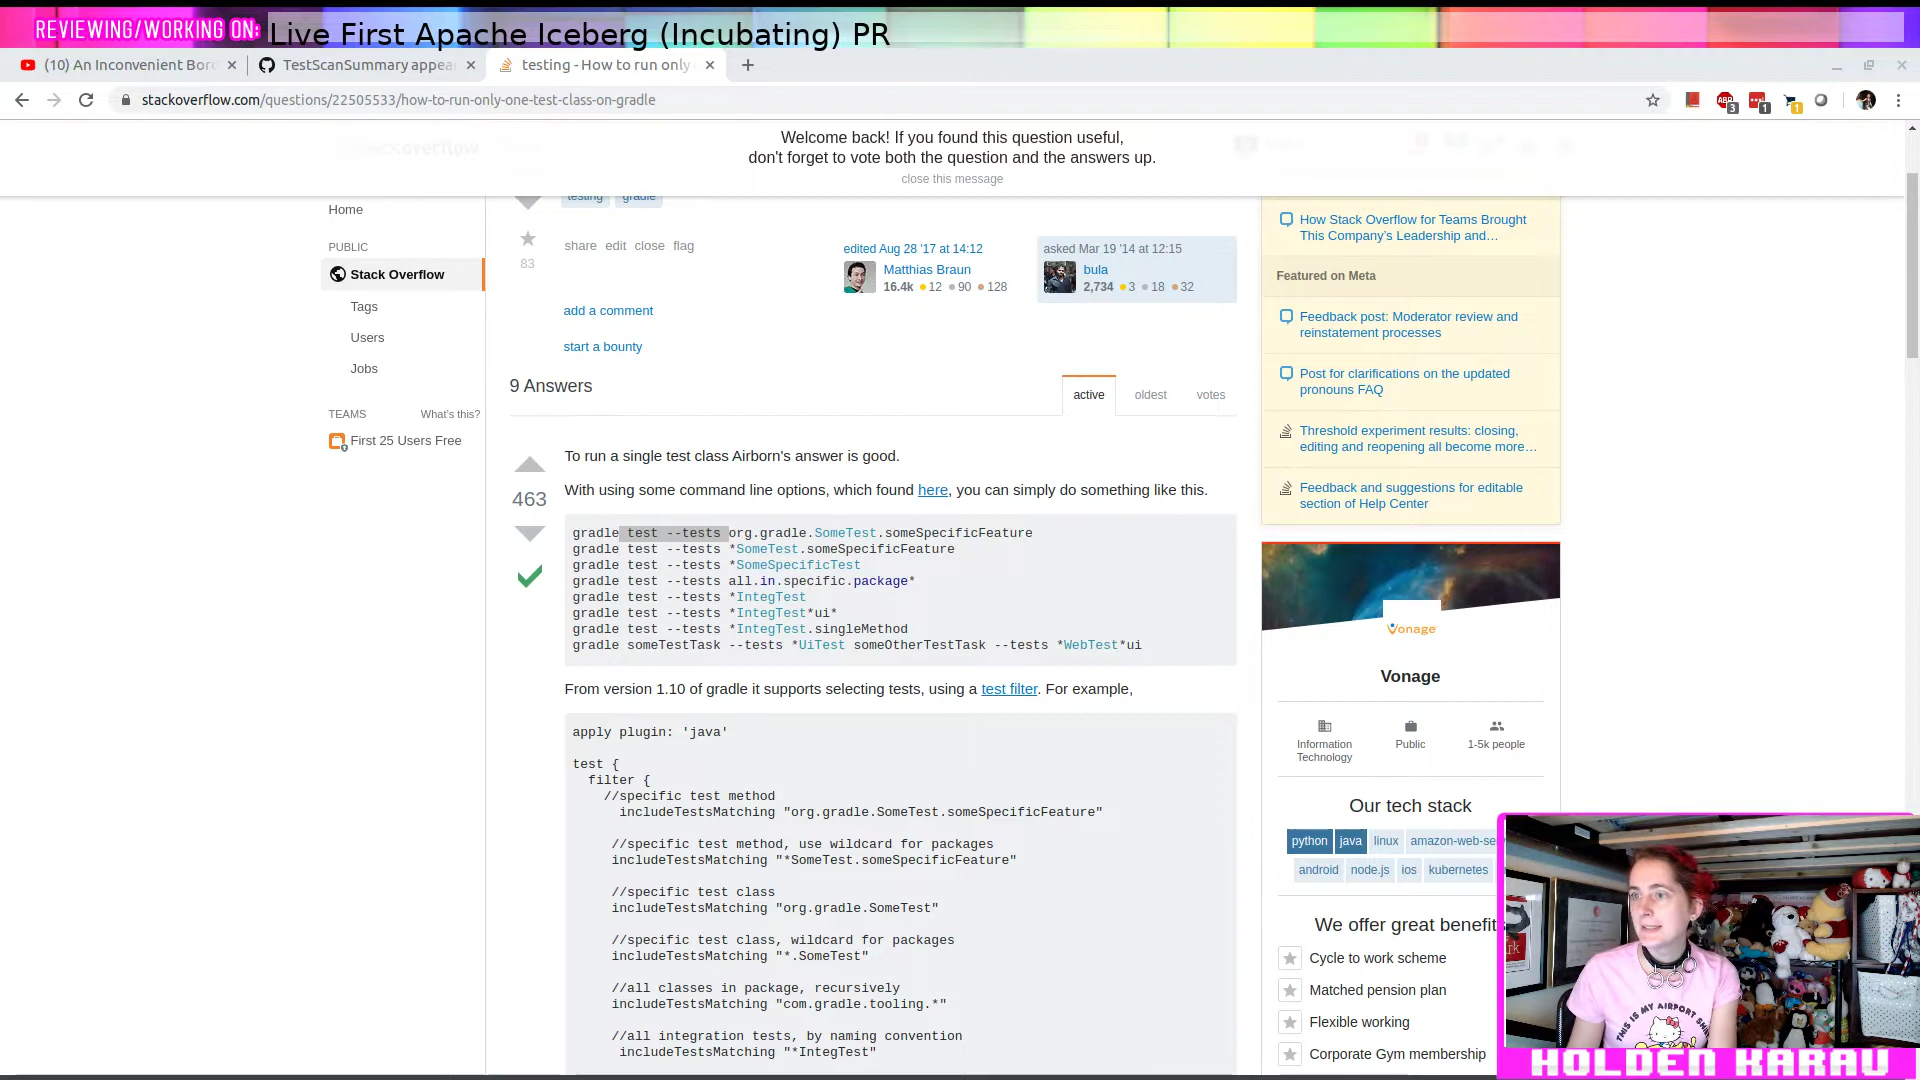 REVIEWING/WORKING ON: Live First Apache Iceberg (Incubating) PR
(10) An Inconvenient Bor
TestScanSummary appea
testing - How to run only
stackoverflow.com/questions/22505533/how-to-run-only-one-test-class-on-gradle
ABP
3
1
1
Welcome back! If you found this question useful,
don't forget to vote both the question and the answers up.
close this message
Home
PUBLIC
Stack Overflow
Tags
Users
Jobs
TEAMS What's this?
First 25 Users Free
testing gradle
83
share edit close flag
edited Aug 28 '17 at 14:12
Matthias Braun
16.4k 12 90 128
asked Mar 19 '14 at 12:15
bula
2,734 3 18 32
add a comment
start a bounty
9 Answers
active oldest votes
463
To run a single test class Airborn's answer is good.
With using some command line options, which found here, you can simply do something like this.
gradle test --tests org.gradle.SomeTest.someSpecificFeature
gradle test --tests *SomeTest.someSpecificFeature
gradle test --tests *SomeSpecificTest
gradle test --tests all.in.specific.package*
gradle test --tests *IntegTest
gradle test --tests *IntegTest*ui*
gradle test --tests *IntegTest.singleMethod
gradle someTestTask --tests *UiTest someOtherTestTask --tests *WebTest*ui
From version 1.10 of gradle it supports selecting tests, using a test filter. For example,
apply plugin: 'java'
test {
filter {
//specific test method
includeTestsMatching "org.gradle.SomeTest.someSpecificFeature"
//specific test method, use wildcard for packages
includeTestsMatching "*SomeTest.someSpecificFeature"
//specific test class
includeTestsMatching "org.gradle.SomeTest"
//specific test class, wildcard for packages
includeTestsMatching "*.SomeTest"
//all classes in package, recursively
includeTestsMatching "com.gradle.tooling.*"
//all integration tests, by naming convention
includeTestsMatching "*IntegTest"
How Stack Overflow for Teams Brought
This Company's Leadership and…
Featured on Meta
Feedback post: Moderator review and
reinstatement processes
Post for clarifications on the updated
pronouns FAQ
Threshold experiment results: closing,
editing and reopening all become more…
Feedback and suggestions for editable
section of Help Center
Vonage
Vonage
Information
Technology
Public
1-5k people
Our tech stack
python java linux amazon-web-se
android node.js ios kubernetes
We offer great benefits
Cycle to work scheme
Matched pension plan
Flexible working
Corporate Gym membership
THIS IS MY AIRPORT SHIRT
HOLDEN KARAU